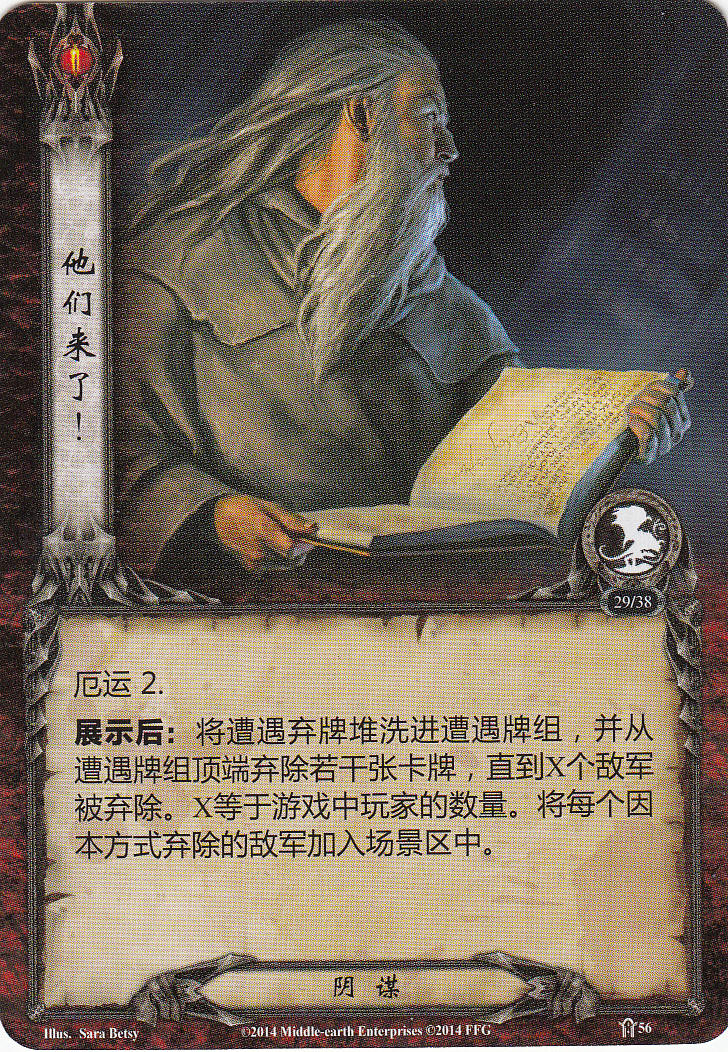 他们来了！
29/38
厄运 2.
展示后：将遭遇弃牌堆洗进遭遇牌组，并从
遭遇牌组顶端弃除若干张卡牌，直到X个敌军
被弃除。X等于游戏中玩家的数量。将每个因
本方式弃除的敌军加入场景区中。
阴谋
Illus. Sara Betsy
©2014 Middle-earth Enterprises ©2014 FFG
56